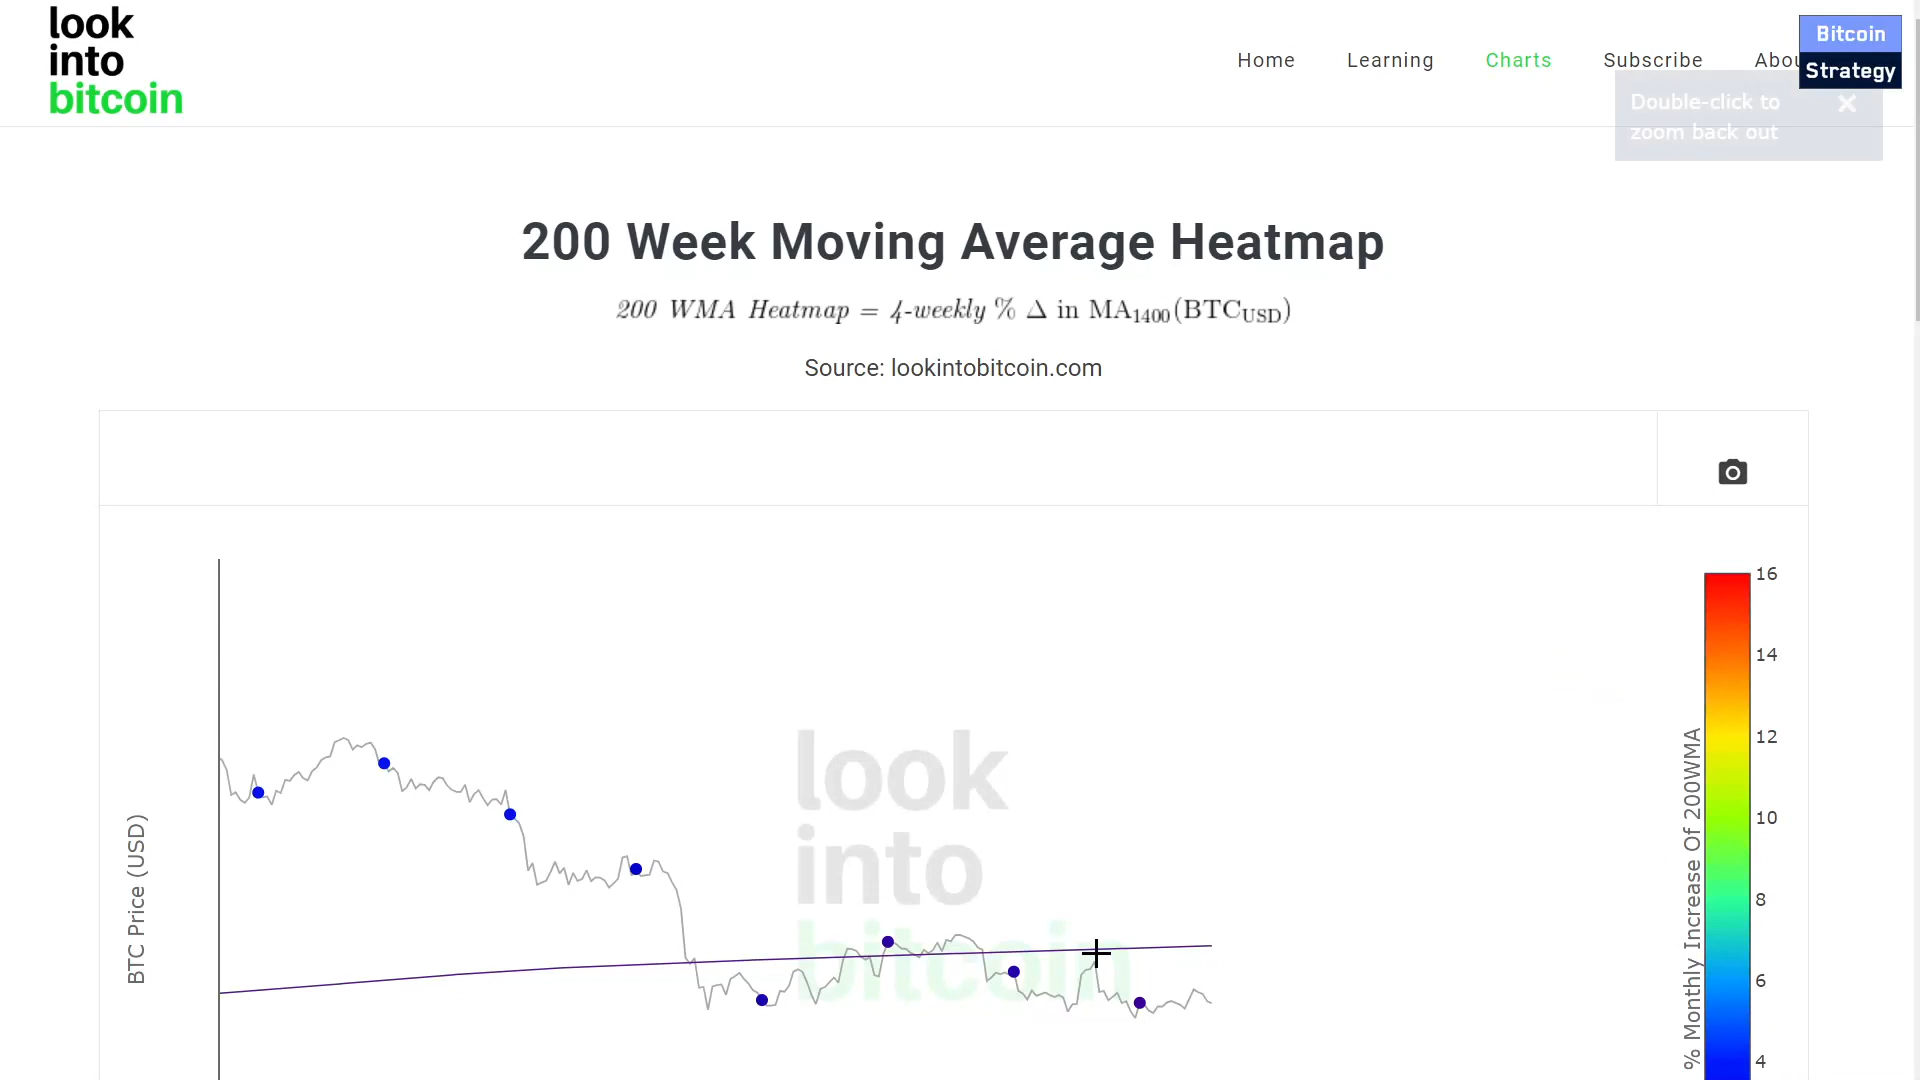 look
into
bitcoin
Home Learning Charts Subscribe Abou
Bitcoin
Strategy
Double-click to
zoom back out
200 Week Moving Average Heatmap
200 WMA Heatmap = 4-weekly % Δ in MA₁₄₀₀(BTC_USD)
Source: lookintobitcoin.com
BTC Price (USD)
look
into
bitcoin
% Monthly Increase Of 200WMA
16
14
12
10
8
6
4